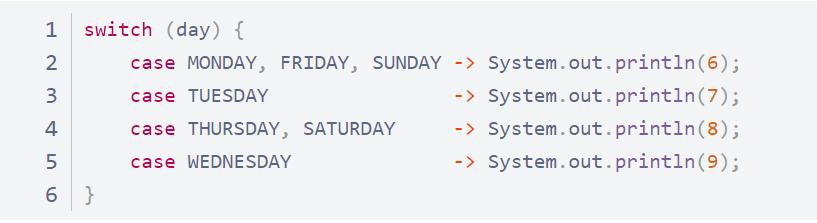 1 switch (day) {
2     case MONDAY, FRIDAY, SUNDAY -> System.out.println(6);
3     case TUESDAY                -> System.out.println(7);
4     case THURSDAY, SATURDAY     -> System.out.println(8);
5     case WEDNESDAY              -> System.out.println(9);
6 }